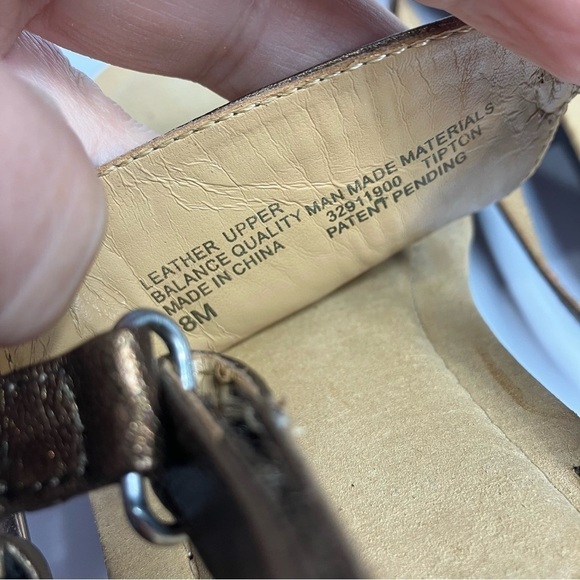 LEATHER UPPER
BALANCE QUALITY MAN MADE MATERIALS
MADE IN CHINA 32911900 TIPTON
8M PATENT PENDING